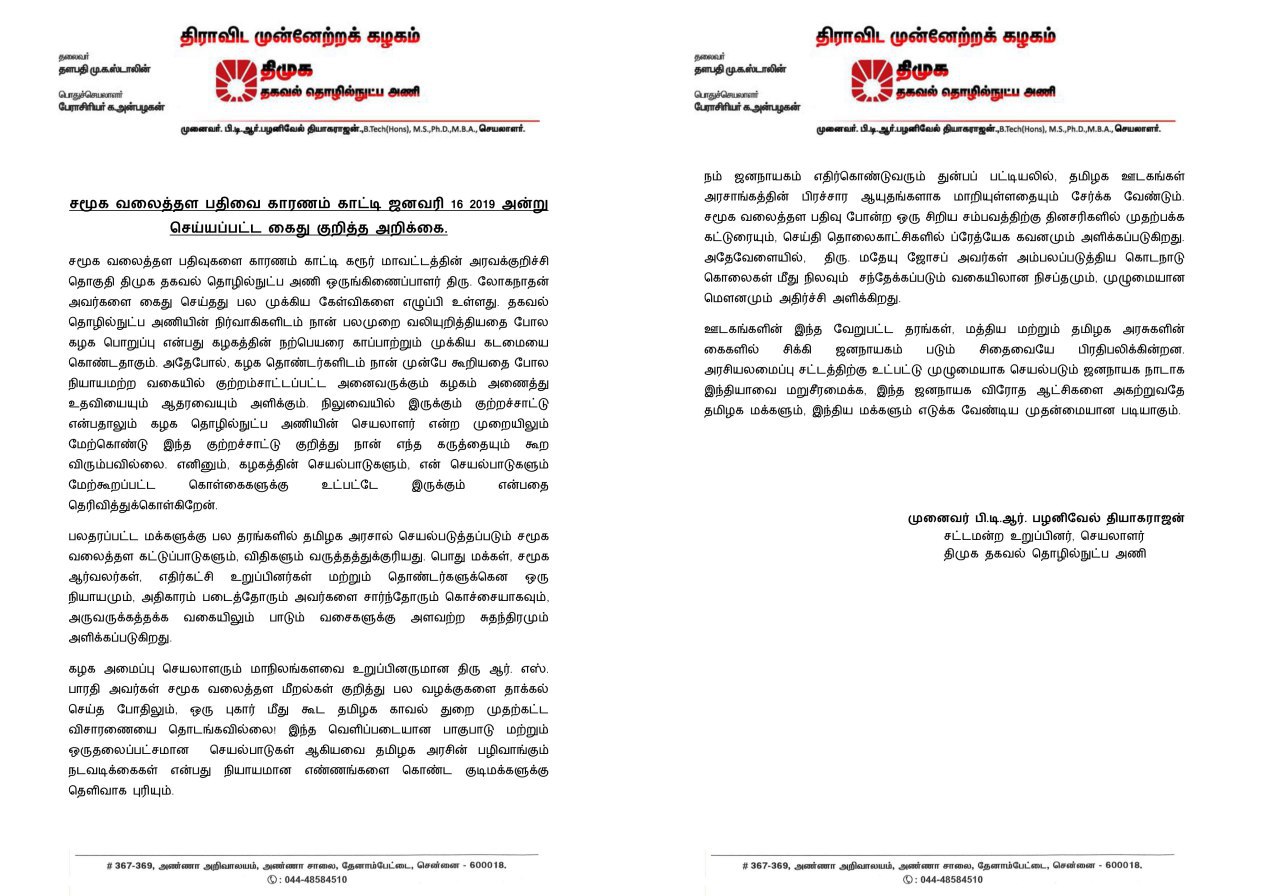 திராவிட முன்னேற்றக் கழகம்
தலைவர்
தளபதி மு.க.ஸ்டாலின்
பொதுச்செயலாளர்
பேராசிரியர் க.அன்பழகன்
திமுக
தகவல் தொழில்நுட்ப அணி
முனைவர். பி.டி.ஆர்.பழனிவேல் தியாகராஜன்.,B.Tech(Hons), M.S.,Ph.D.,M.B.A., செயலாளர்.
சமூக வலைத்தள பதிவை காரணம் காட்டி ஜனவரி 16 2019 அன்று
செய்யப்பட்ட கைது குறித்த அறிக்கை.
சமூக வலைத்தள பதிவுகளை காரணம் காட்டி கரூர் மாவட்டத்தின் அரவக்குறிச்சி
தொகுதி திமுக தகவல் தொழில்நுட்ப அணி ஒருங்கிணைப்பாளர் திரு. லோகநாதன்
அவர்களை கைது செய்தது பல முக்கிய கேள்விகளை எழுப்பி உள்ளது. தகவல்
தொழில்நுட்ப அணியின் நிர்வாகிகளிடம் நான் பலமுறை வலியுறித்தியதை போல
கழக பொறுப்பு என்பது கழகத்தின் நற்பெயரை காப்பாற்றும் முக்கிய கடமையை
கொண்டதாகும். அதேபோல், கழக தொண்டர்களிடம் நான் முன்பே கூறியதை போல
நியாயமற்ற வகையில் குற்றம்சாட்டப்பட்ட அனைவருக்கும் கழகம் அணைத்து
உதவியையும் ஆதரவையும் அளிக்கும். நிலுவையில் இருக்கும் குற்றச்சாட்டு
என்பதாலும் கழக தொழில்நுட்ப அணியின் செயலாளர் என்ற முறையிலும்
மேற்கொண்டு இந்த குற்றச்சாட்டு குறித்து நான் எந்த கருத்தையும் கூற
விரும்பவில்லை. எனினும், கழகத்தின் செயல்பாடுகளும், என் செயல்பாடுகளும்
மேற்கூறப்பட்ட கொள்கைகளுக்கு உட்பட்டே இருக்கும் என்பதை
தெரிவித்துக்கொள்கிறேன்.
பலதரப்பட்ட மக்களுக்கு பல தரங்களில் தமிழக அரசால் செயல்படுத்தப்படும் சமூக
வலைத்தள கட்டுப்பாடுகளும், விதிகளும் வருத்தத்துக்குரியது. பொது மக்கள், சமூக
ஆர்வலர்கள், எதிர்கட்சி உறுப்பினர்கள் மற்றும் தொண்டர்களுக்கென ஒரு
நியாயமும், அதிகாரம் படைத்தோரும் அவர்களை சார்ந்தோரும் கொச்சையாகவும்,
அருவருக்கத்தக்க வகையிலும் பாடும் வசைகளுக்கு அளவற்ற சுதந்திரமும்
அளிக்கப்படுகிறது.
கழக அமைப்பு செயலாளரும் மாநிலங்களவை உறுப்பினருமான திரு ஆர். எஸ்.
பாரதி அவர்கள் சமூக வலைத்தள மீறல்கள் குறித்து பல வழக்குகளை தாக்கல்
செய்த போதிலும், ஒரு புகார் மீது கூட தமிழக காவல் துறை முதற்கட்ட
விசாரணையை தொடங்கவில்லை! இந்த வெளிப்படையான பாகுபாடு மற்றும்
ஒருதலைப்பட்சமான செயல்பாடுகள் ஆகியவை தமிழக அரசின் பழிவாங்கும்
நடவடிக்கைகள் என்பது நியாயமான எண்ணங்களை கொண்ட குடிமக்களுக்கு
தெளிவாக புரியும்.
# 367-369, அண்ணா அறிவாலயம், அண்ணா சாலை, தேனாம்பேட்டை, சென்னை - 600018.
✆: 044-48584510
திராவிட முன்னேற்றக் கழகம்
தலைவர்
தளபதி மு.க.ஸ்டாலின்
பொதுச்செயலாளர்
பேராசிரியர் க.அன்பழகன்
திமுக
தகவல் தொழில்நுட்ப அணி
முனைவர். பி.டி.ஆர்.பழனிவேல் தியாகராஜன்.,B.Tech(Hons), M.S.,Ph.D.,M.B.A., செயலாளர்.
நம் ஜனநாயகம் எதிர்கொண்டுவரும் துன்பப் பட்டியலில், தமிழக ஊடகங்கள்
அரசாங்கத்தின் பிரச்சார ஆயுதங்களாக மாறியுள்ளதையும் சேர்க்க வேண்டும்.
சமூக வலைத்தள பதிவு போன்ற ஒரு சிறிய சம்பவத்திற்கு தினசரிகளில் முதற்பக்க
கட்டுரையும், செய்தி தொலைகாட்சிகளில் ப்ரேத்யேக கவனமும் அளிக்கப்படுகிறது.
அதேவேளையில், திரு. மதேயு ஜோசப் அவர்கள் அம்பலப்படுத்திய கொடநாடு
கொலைகள் மீது நிலவும் சந்தேக்கப்படும் வகையிலான நிசப்தமும், முழுமையான
மௌனமும் அதிர்ச்சி அளிக்கிறது.
ஊடகங்களின் இந்த வேறுபட்ட தரங்கள், மத்திய மற்றும் தமிழக அரசுகளின்
கைகளில் சிக்கி ஜனநாயகம் படும் சிதைவையே பிரதிபலிக்கின்றன.
அரசியலமைப்பு சட்டத்திற்கு உட்பட்டு முழுமையாக செயல்படும் ஜனநாயக நாடாக
இந்தியாவை மறுசீரமைக்க, இந்த ஜனநாயக விரோத ஆட்சிகளை அகற்றுவதே
தமிழக மக்களும், இந்திய மக்களும் எடுக்க வேண்டிய முதன்மையான படியாகும்.
முனைவர் பி.டி.ஆர். பழனிவேல் தியாகராஜன்
சட்டமன்ற உறுப்பினர், செயலாளர்
திமுக தகவல் தொழில்நுட்ப அணி
# 367-369, அண்ணா அறிவாலயம், அண்ணா சாலை, தேனாம்பேட்டை, சென்னை - 600018.
✆: 044-48584510